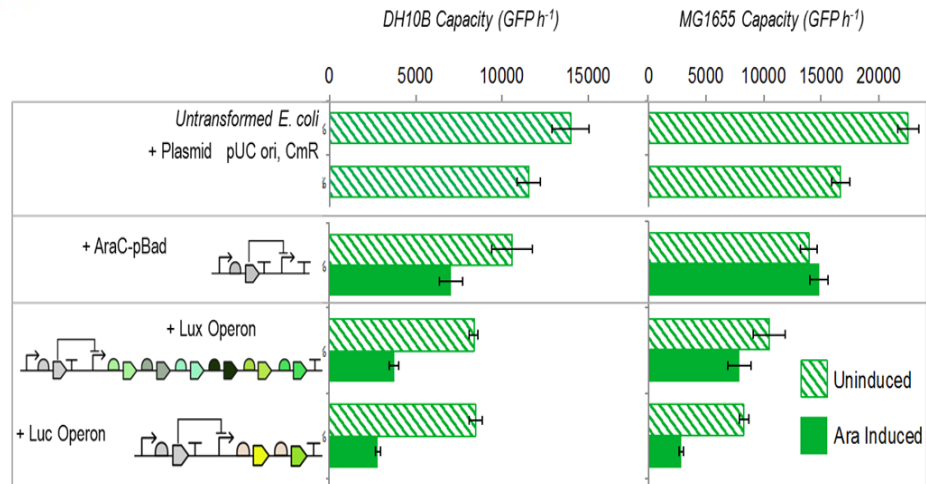 DH10B Capacity (GFP h-1)
MG1655 Capacity (GFP h-1)
0 5000 10000 15000
0 5000 10000 15000 20000
Untransformed E. coli
+ Plasmid pUC ori, CmR
+ AraC-pBad
+ Lux Operon
+ Luc Operon
Uninduced
Ara Induced